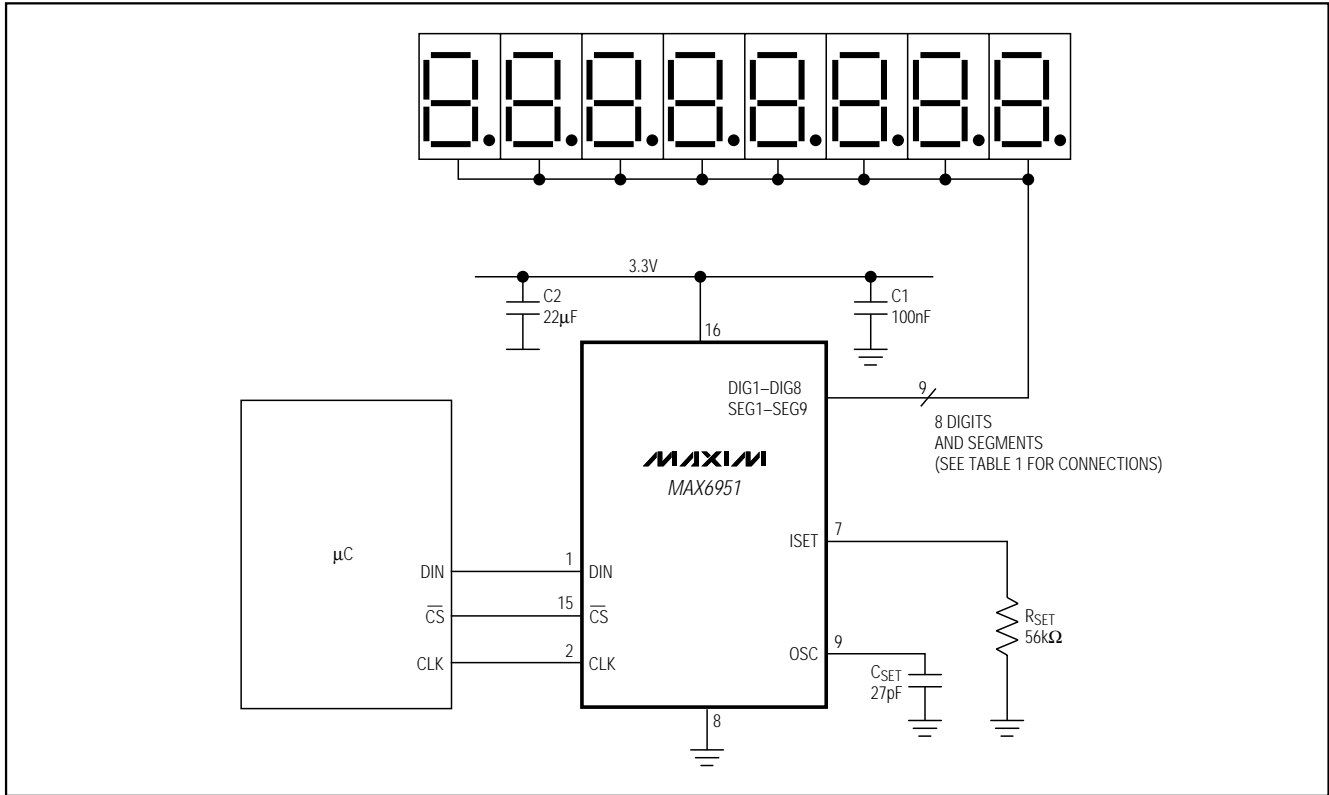 3.3V
C2
22µF
C1
100nF
16
DIG1–DIG8
SEG1–SEG9
9
8 DIGITS
AND SEGMENTS
(SEE TABLE 1 FOR CONNECTIONS)
MAXIM
MAX6951
µC
ISET
7
DIN
1
DIN
RSET
56kΩ
CS
15
CS
OSC
9
CLK
2
CLK
CSET
27pF
8